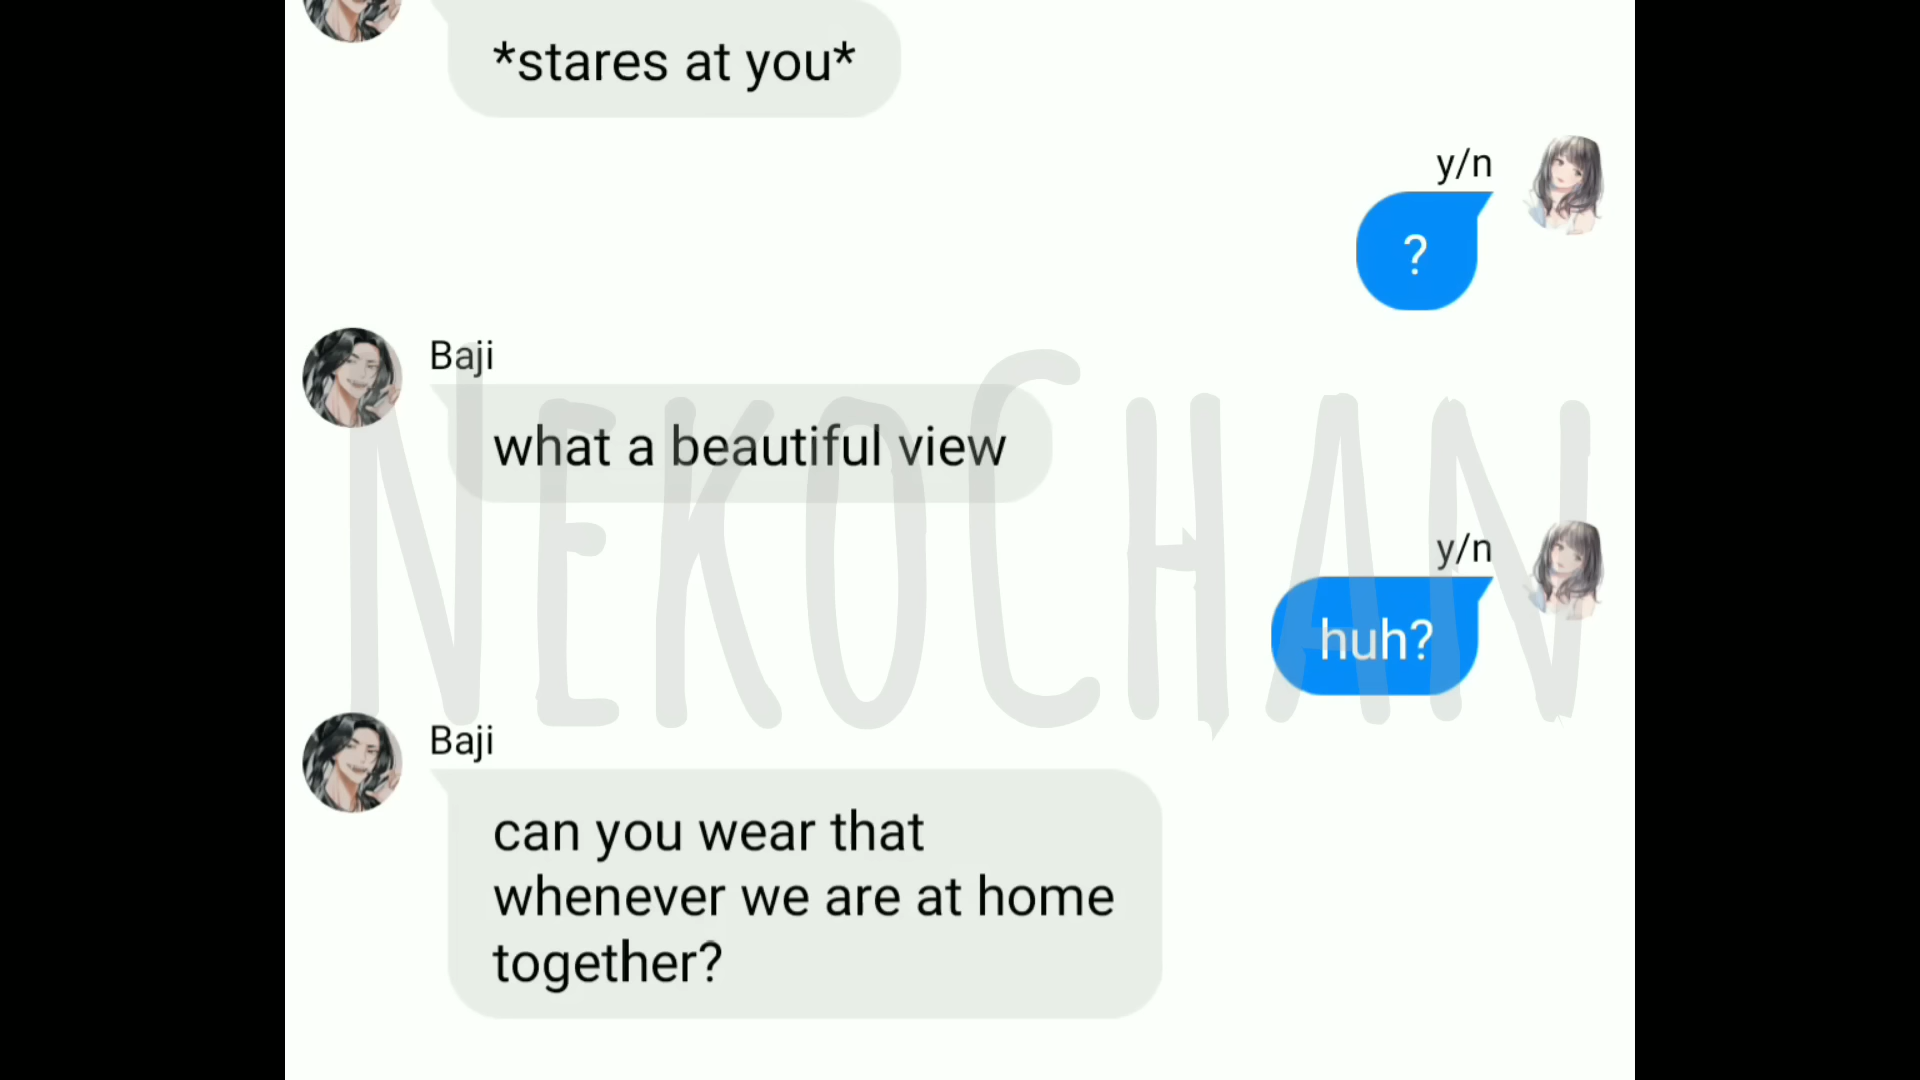 *stares at you*
y/n
?
Baji
what a beautiful view
y/n
huh?
Baji
can you wear that
whenever we are at home
together?
NEKOCHAN